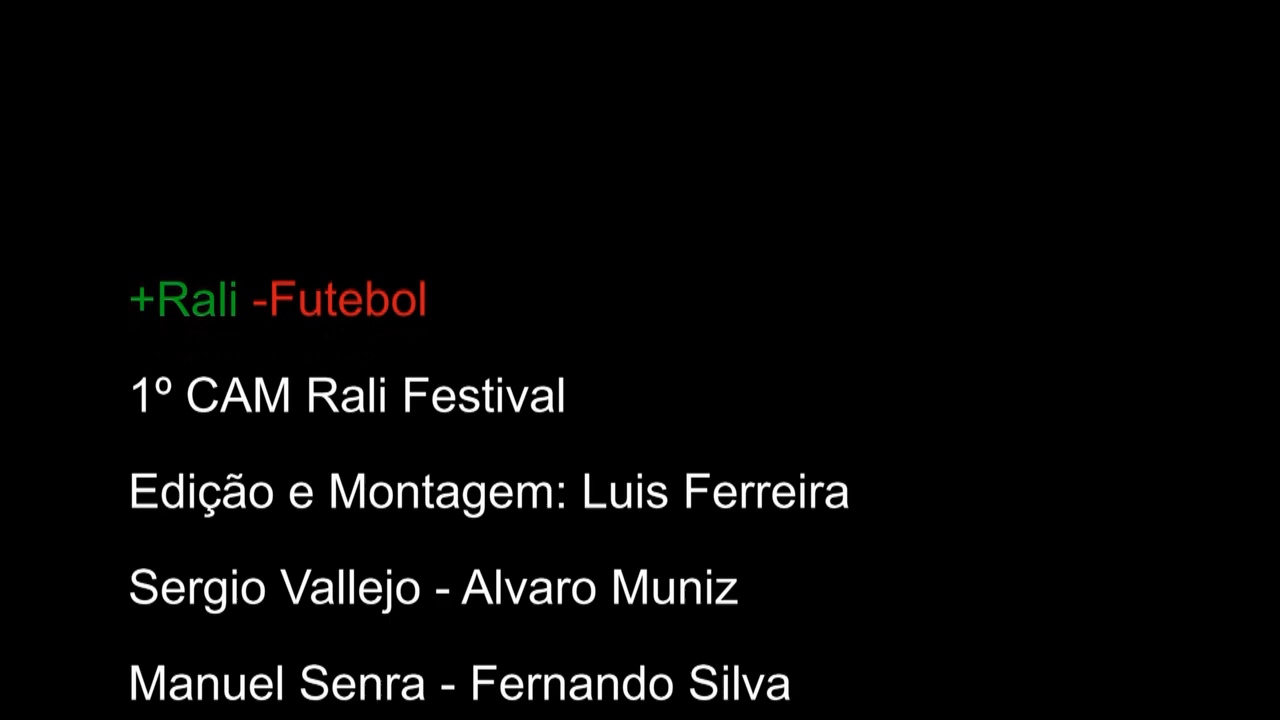 +Rali -Futebol
1º CAM Rali Festival
Edição e Montagem: Luis Ferreira
Sergio Vallejo - Alvaro Muniz
Manuel Senra - Fernando Silva